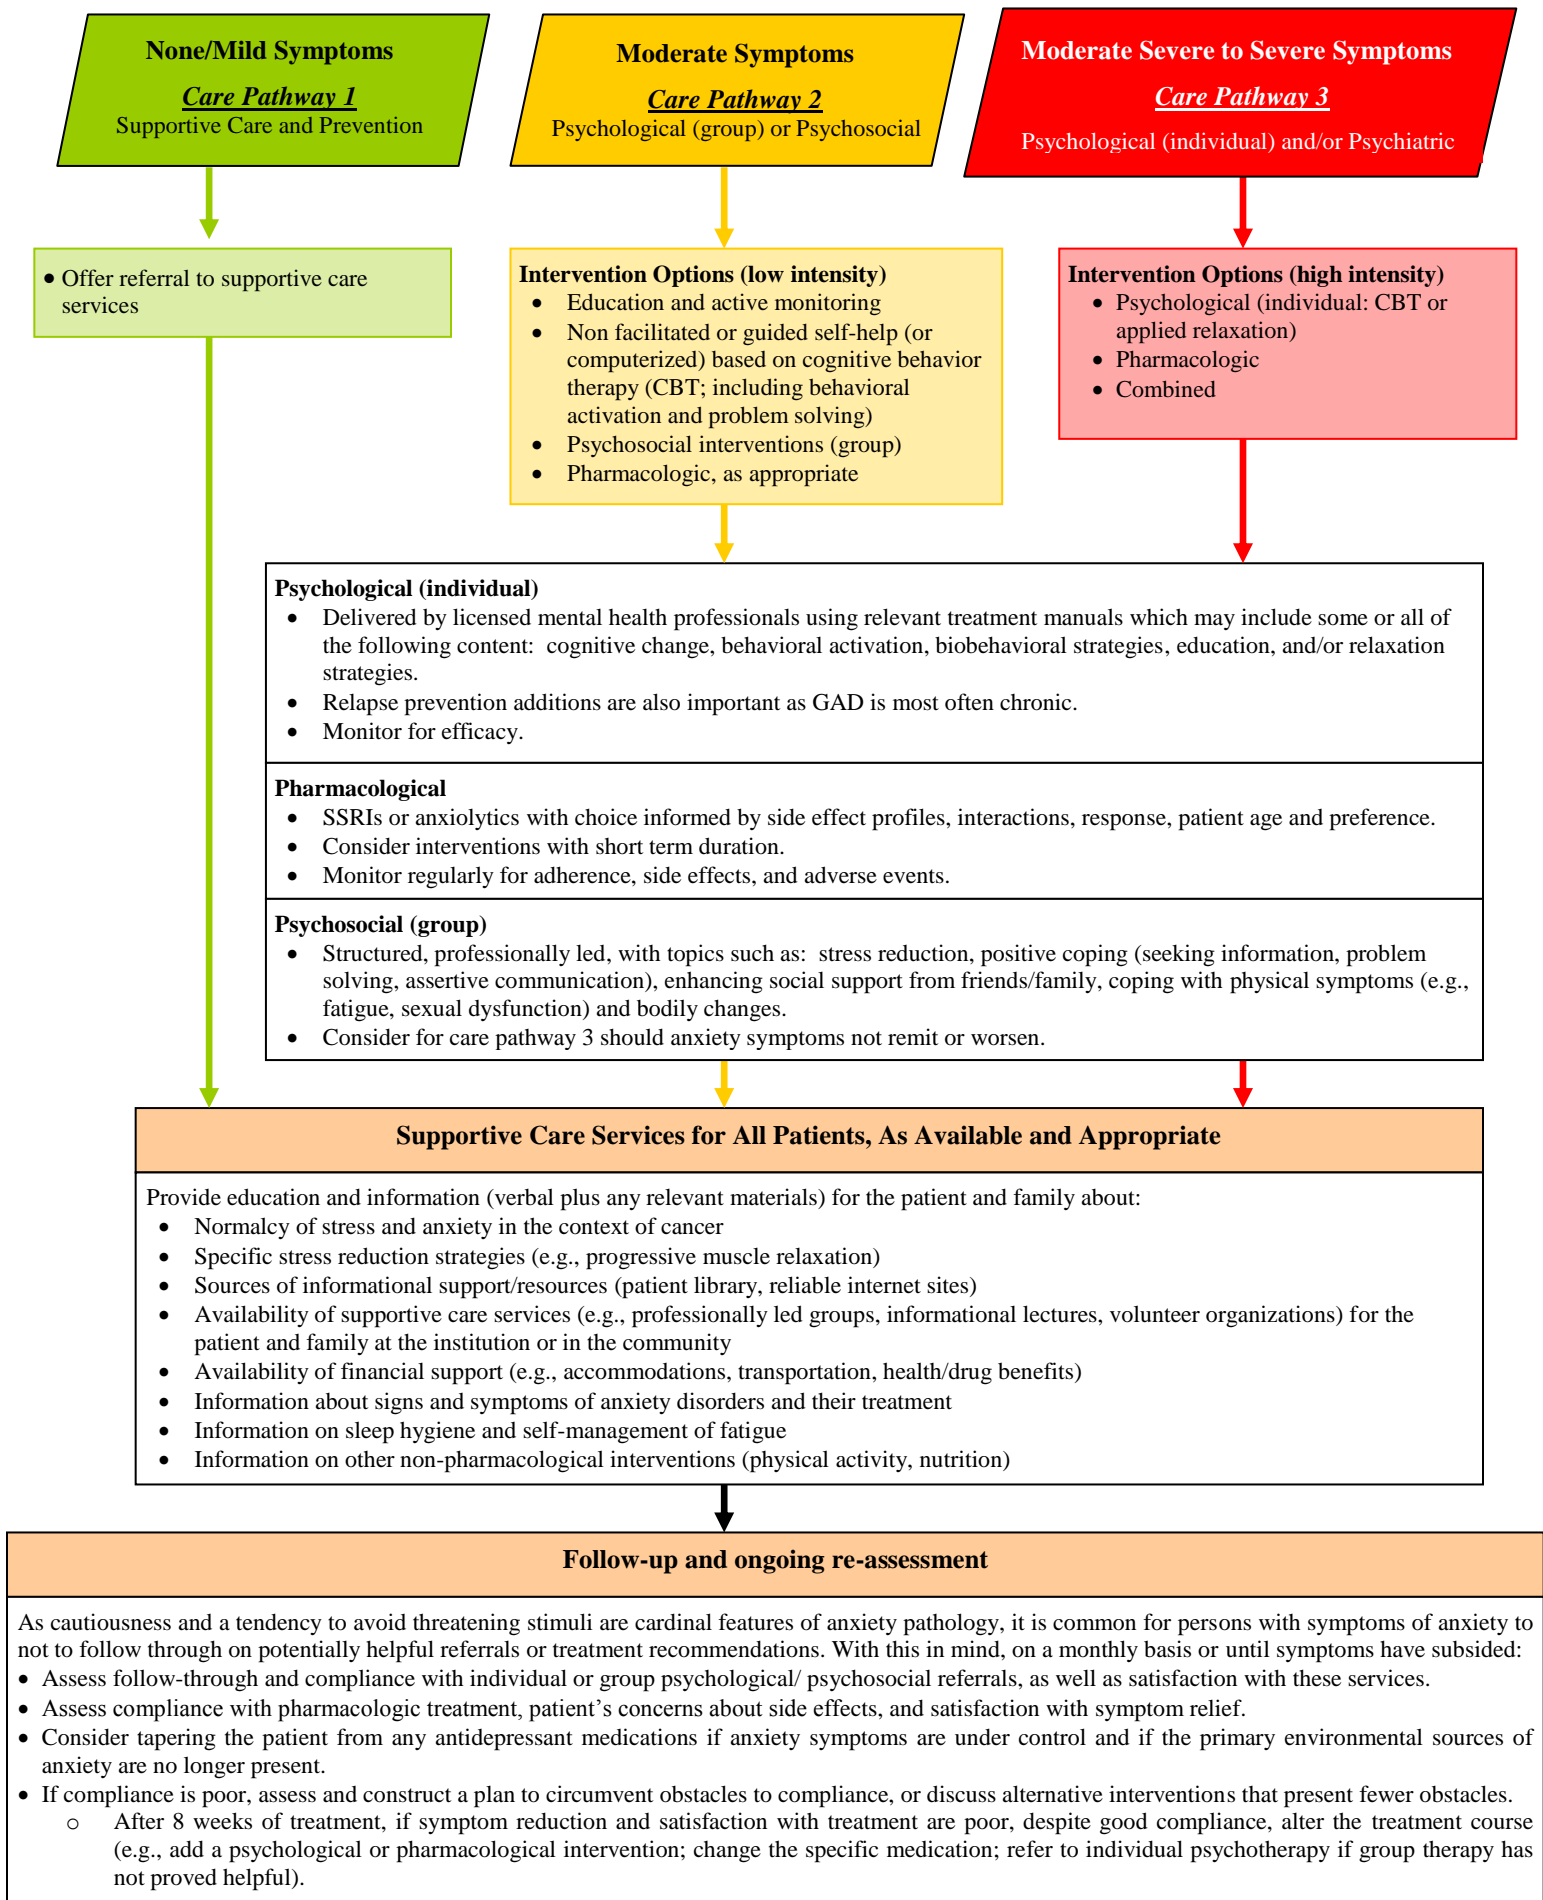 None/Mild Symptoms
Care Pathway 1
Supportive Care and Prevention
Moderate Symptoms
Care Pathway 2
Psychological (group) or Psychosocial
Moderate Severe to Severe Symptoms
Care Pathway 3
Psychological (individual) and/or Psychiatric
• Offer referral to supportive care
services
Intervention Options (low intensity)
• Education and active monitoring
• Non facilitated or guided self-help (or
computerized) based on cognitive behavior
therapy (CBT; including behavioral
activation and problem solving)
• Psychosocial interventions (group)
• Pharmacologic, as appropriate
Intervention Options (high intensity)
• Psychological (individual: CBT or
applied relaxation)
• Pharmacologic
• Combined
Psychological (individual)
• Delivered by licensed mental health professionals using relevant treatment manuals which may include some or all of
the following content: cognitive change, behavioral activation, biobehavioral strategies, education, and/or relaxation
strategies.
• Relapse prevention additions are also important as GAD is most often chronic.
• Monitor for efficacy.
Pharmacological
• SSRIs or anxiolytics with choice informed by side effect profiles, interactions, response, patient age and preference.
• Consider interventions with short term duration.
• Monitor regularly for adherence, side effects, and adverse events.
Psychosocial (group)
• Structured, professionally led, with topics such as: stress reduction, positive coping (seeking information, problem
solving, assertive communication), enhancing social support from friends/family, coping with physical symptoms (e.g.,
fatigue, sexual dysfunction) and bodily changes.
• Consider for care pathway 3 should anxiety symptoms not remit or worsen.
Supportive Care Services for All Patients, As Available and Appropriate
Provide education and information (verbal plus any relevant materials) for the patient and family about:
• Normalcy of stress and anxiety in the context of cancer
• Specific stress reduction strategies (e.g., progressive muscle relaxation)
• Sources of informational support/resources (patient library, reliable internet sites)
• Availability of supportive care services (e.g., professionally led groups, informational lectures, volunteer organizations) for the
patient and family at the institution or in the community
• Availability of financial support (e.g., accommodations, transportation, health/drug benefits)
• Information about signs and symptoms of anxiety disorders and their treatment
• Information on sleep hygiene and self-management of fatigue
• Information on other non-pharmacological interventions (physical activity, nutrition)
Follow-up and ongoing re-assessment
As cautiousness and a tendency to avoid threatening stimuli are cardinal features of anxiety pathology, it is common for persons with symptoms of anxiety to
not to follow through on potentially helpful referrals or treatment recommendations. With this in mind, on a monthly basis or until symptoms have subsided:
• Assess follow-through and compliance with individual or group psychological/ psychosocial referrals, as well as satisfaction with these services.
• Assess compliance with pharmacologic treatment, patient’s concerns about side effects, and satisfaction with symptom relief.
• Consider tapering the patient from any antidepressant medications if anxiety symptoms are under control and if the primary environmental sources of
anxiety are no longer present.
• If compliance is poor, assess and construct a plan to circumvent obstacles to compliance, or discuss alternative interventions that present fewer obstacles.
o After 8 weeks of treatment, if symptom reduction and satisfaction with treatment are poor, despite good compliance, alter the treatment course
(e.g., add a psychological or pharmacological intervention; change the specific medication; refer to individual psychotherapy if group therapy has
not proved helpful).